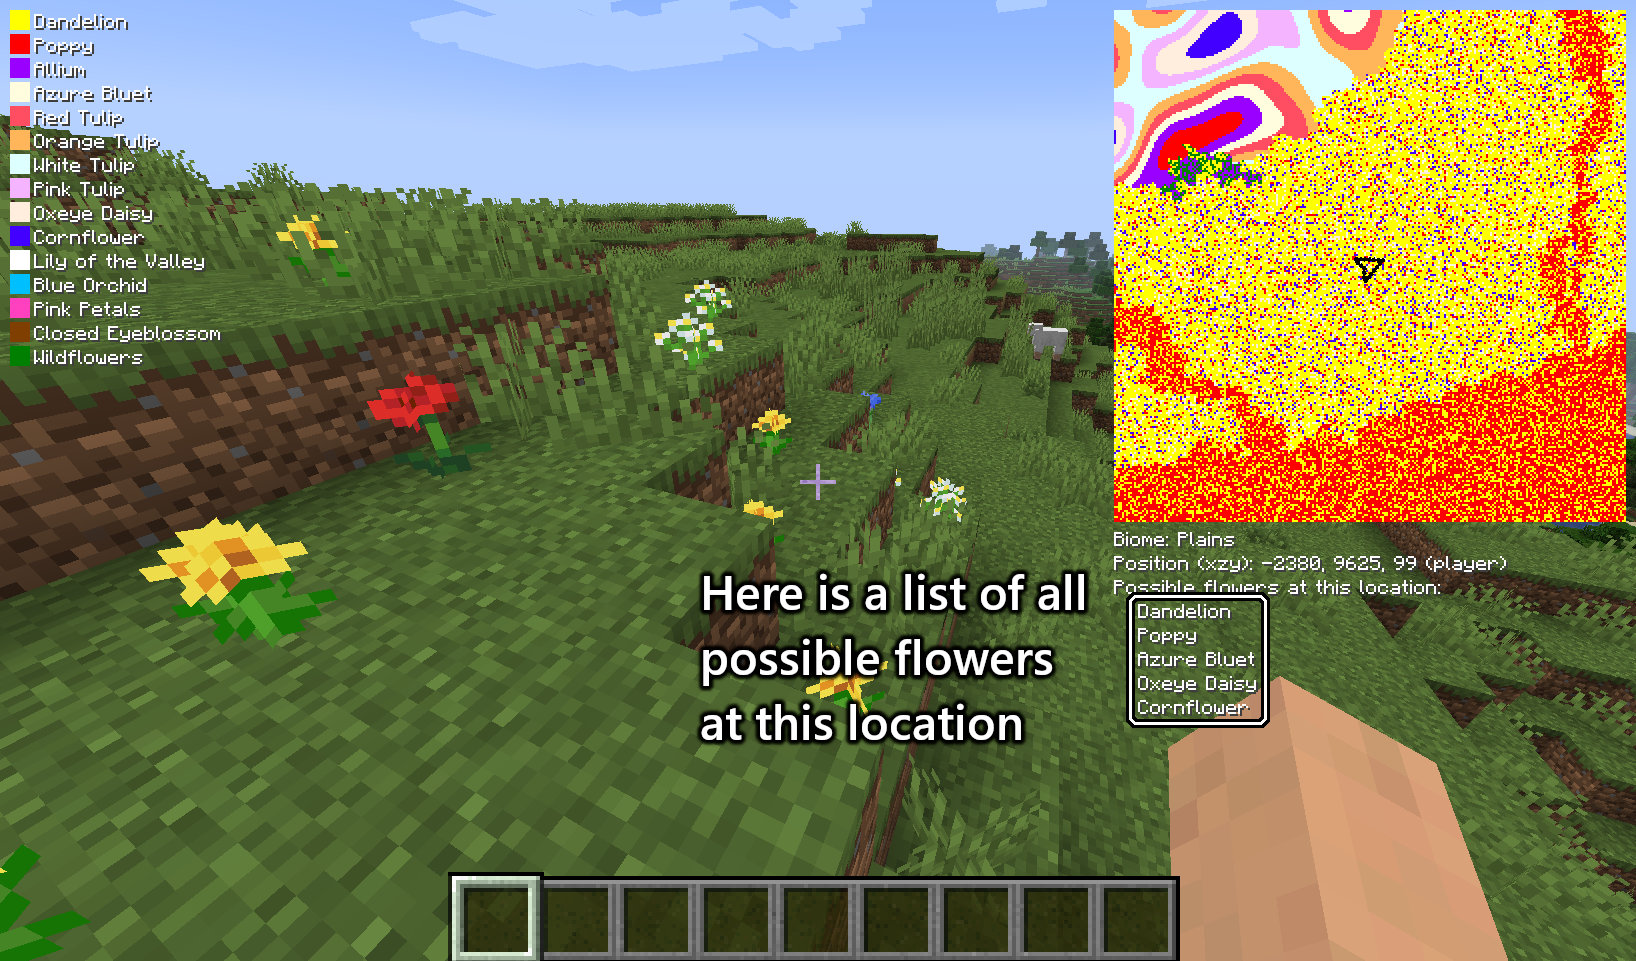 Dandelion
Poppy
Allium
Azure Bluet
Red Tulip
Orange Tulip
White Tulip
Pink Tulip
Oxeye Daisy
Cornflower
Lily of the Valley
Blue Orchid
Pink Petals
Closed Eyeblossom
Wildflowers
Biome: Plains
Position (xzy): -2380, 9625, 99 (player)
Possible flowers at this location:
Dandelion
Poppy
Azure Bluet
Oxeye Daisy
Cornflower
Here is a list of all
possible flowers
at this location